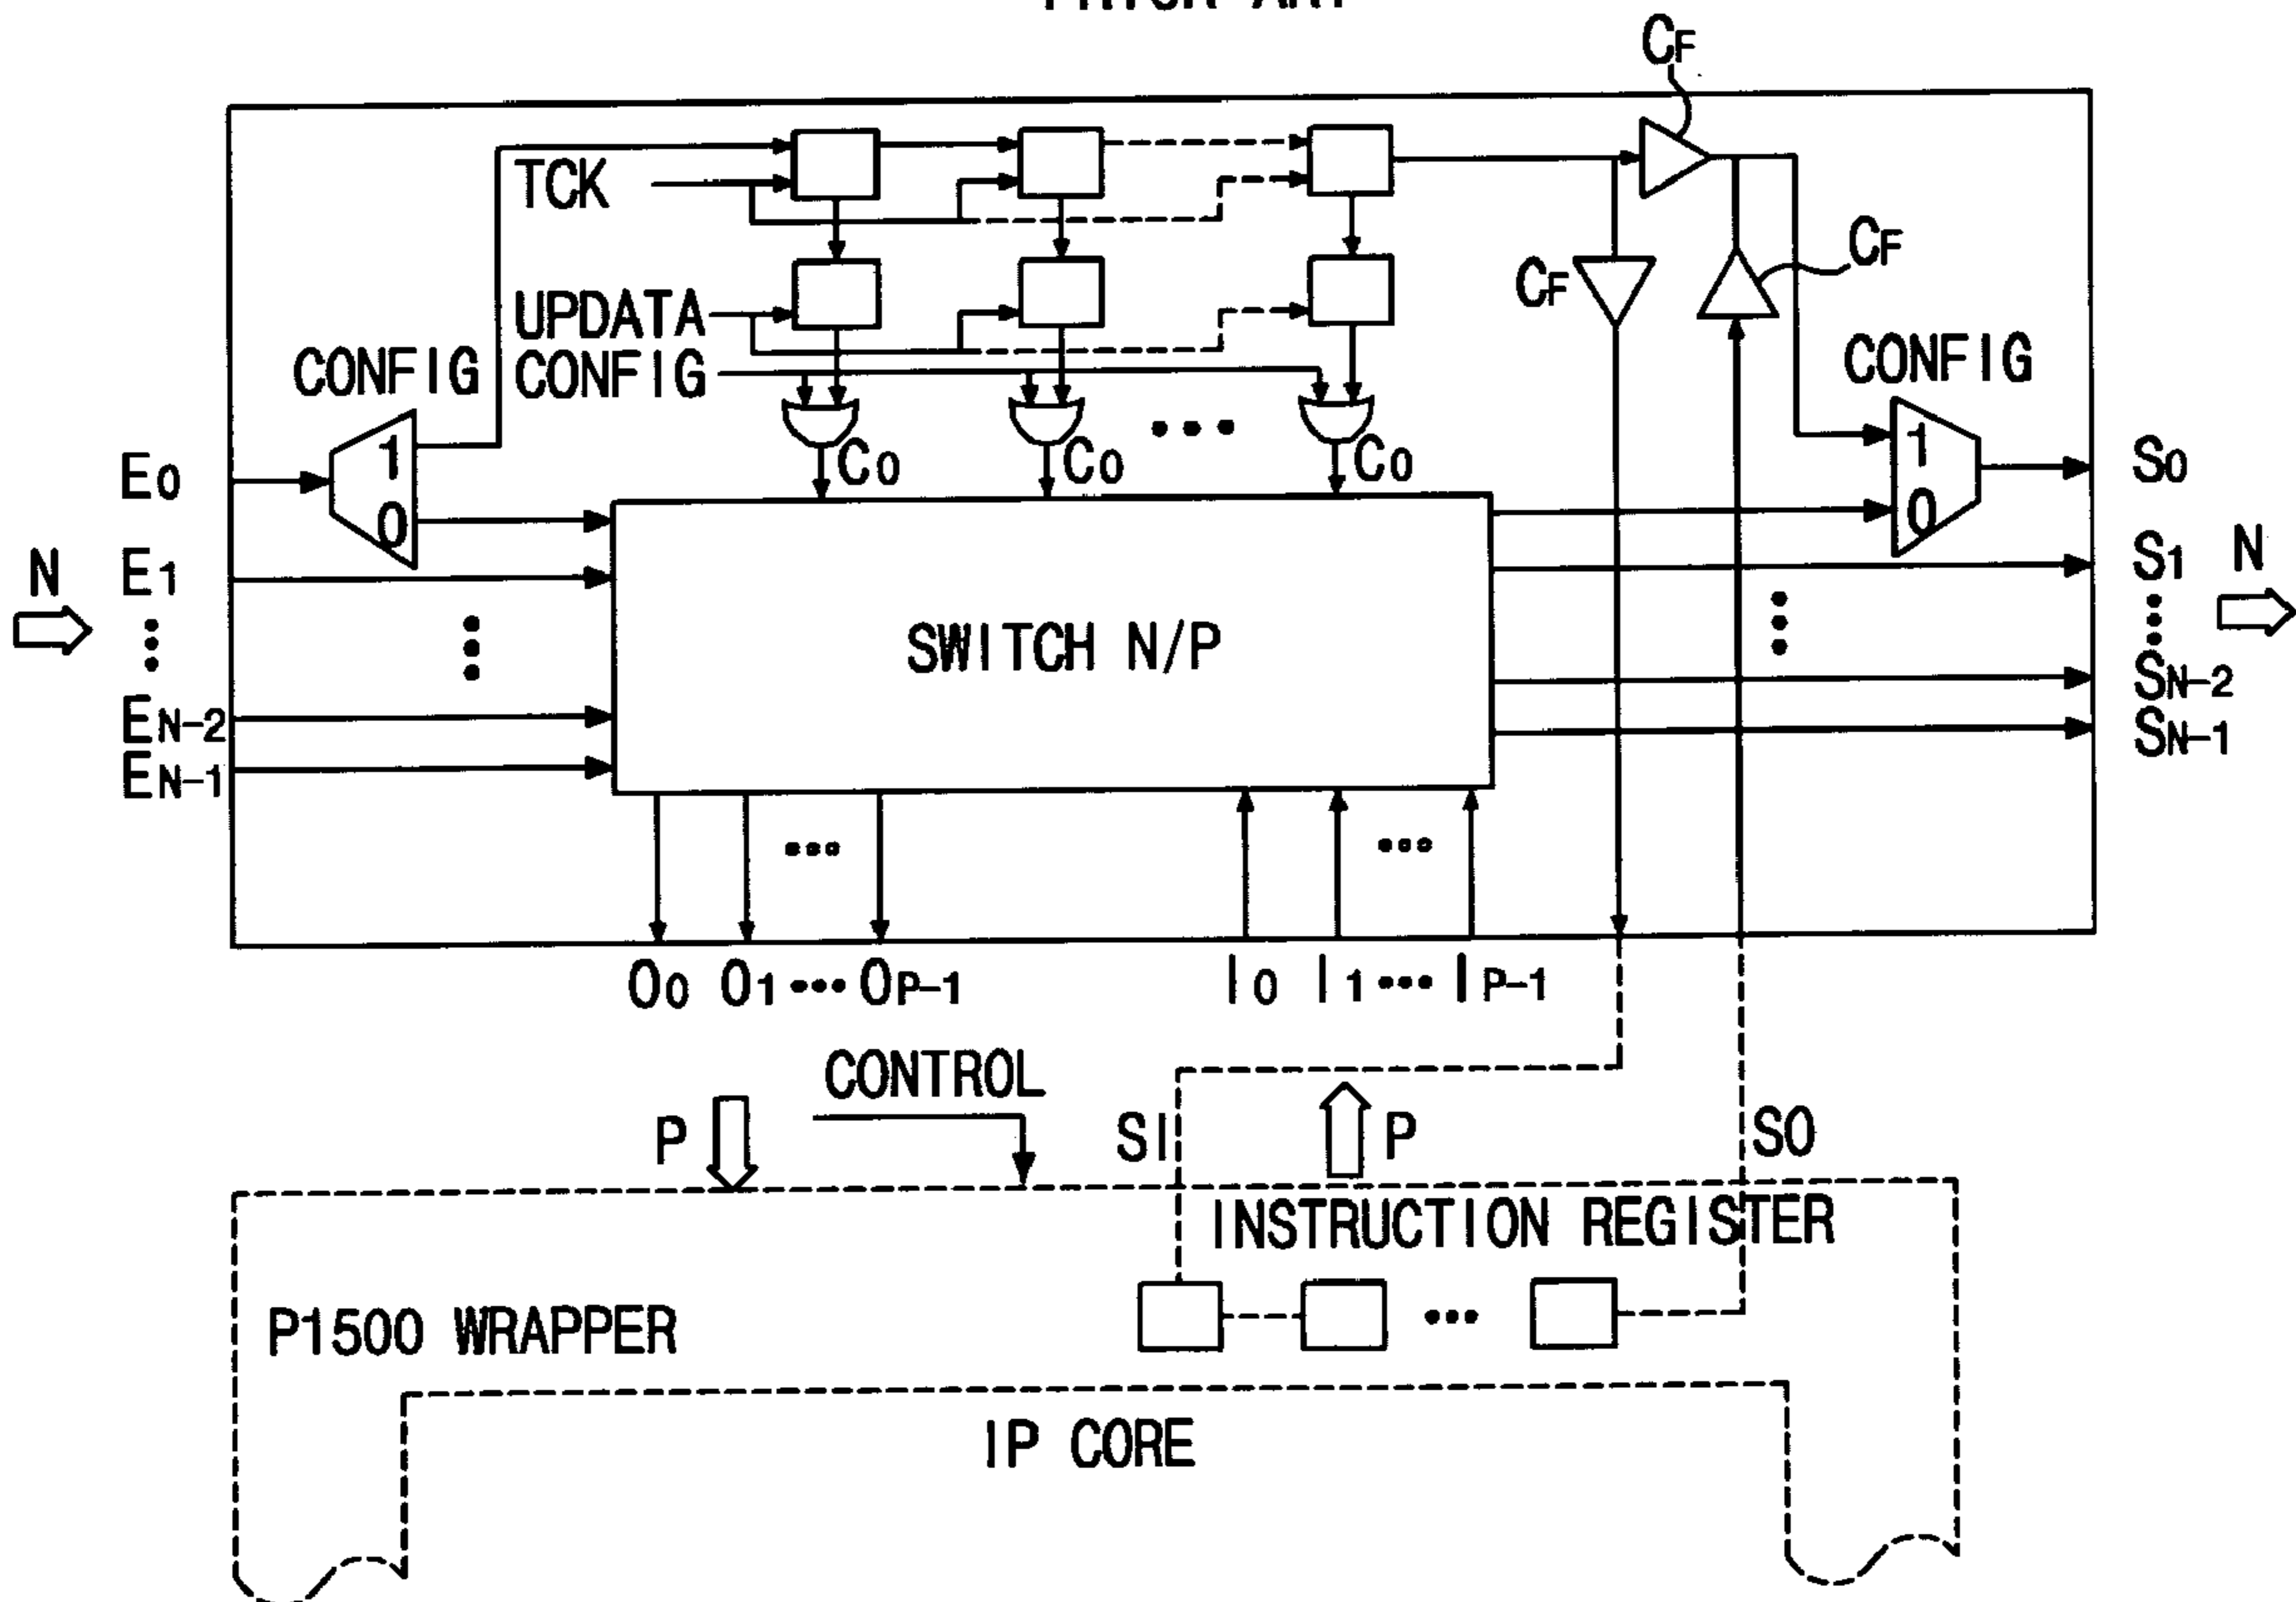 CF
TCK
CF
CF
UPDATA
CONFIG
CONFIG
CONFIG
1
0
C0
C0
C0
1
0
E0
S0
N
E1
S1
N
SWITCH N/P
EN-2
SN-2
EN-1
SN-1
O0 O1 ••• OP-1
I0 I1 ••• IP-1
CONTROL
P
SI
P
SO
INSTRUCTION REGISTER
P1500 WRAPPER
IP CORE